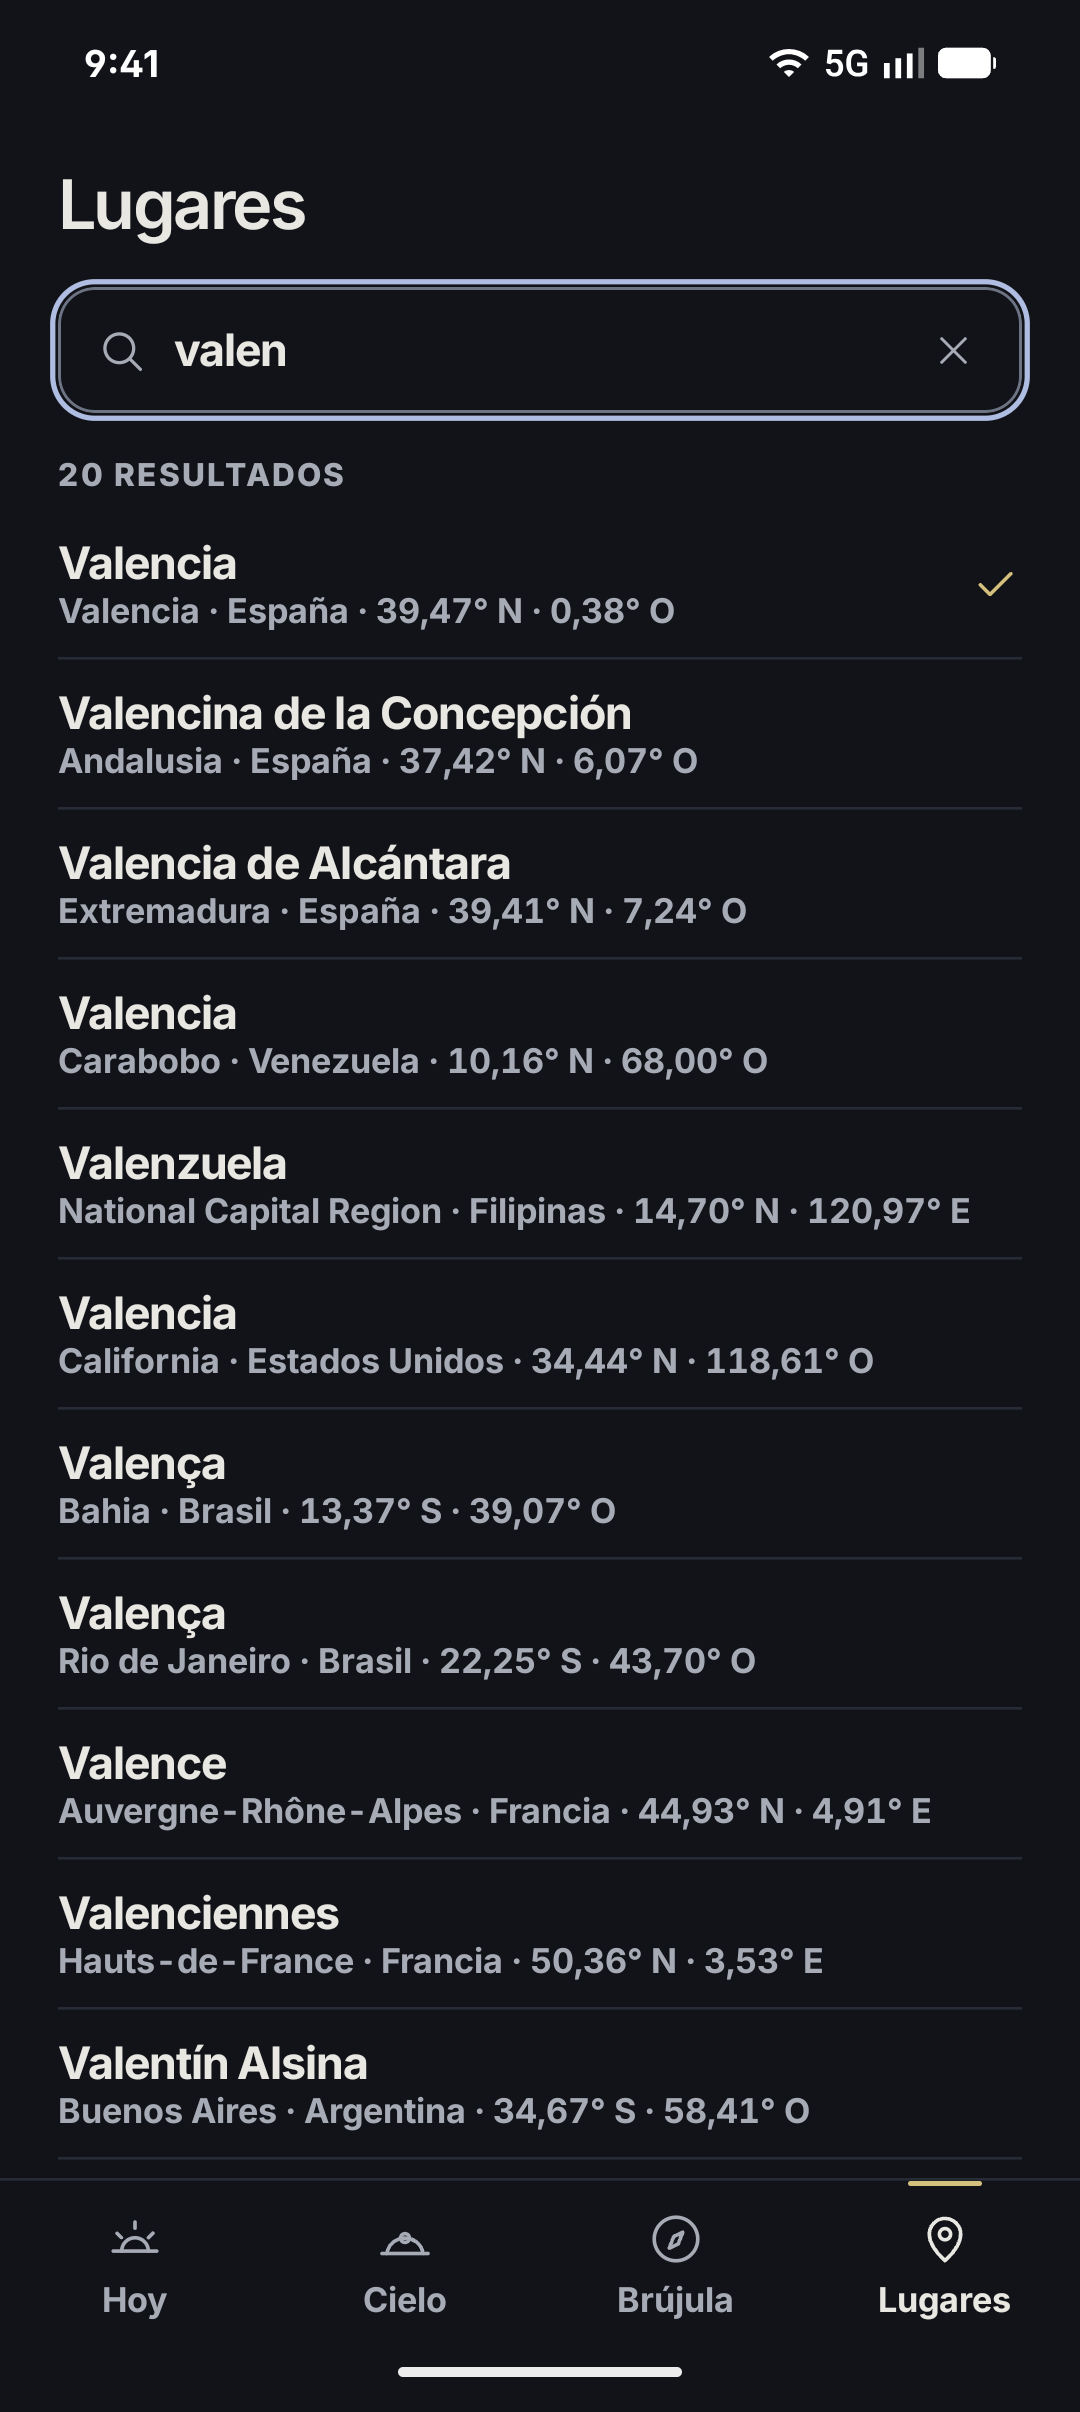 9:41
5G
Lugares
valen
20 RESULTADOS
Valencia
Valencia · España · 39,47° N · 0,38° O
Valencina de la Concepción
Andalusia · España · 37,42° N · 6,07° O
Valencia de Alcántara
Extremadura · España · 39,41° N · 7,24° O
Valencia
Carabobo · Venezuela · 10,16° N · 68,00° O
Valenzuela
National Capital Region · Filipinas · 14,70° N · 120,97° E
Valencia
California · Estados Unidos · 34,44° N · 118,61° O
Valença
Bahia · Brasil · 13,37° S · 39,07° O
Valença
Rio de Janeiro · Brasil · 22,25° S · 43,70° O
Valence
Auvergne-Rhône-Alpes · Francia · 44,93° N · 4,91° E
Valenciennes
Hauts-de-France · Francia · 50,36° N · 3,53° E
Valentín Alsina
Buenos Aires · Argentina · 34,67° S · 58,41° O
Hoy
Cielo
Brújula
Lugares